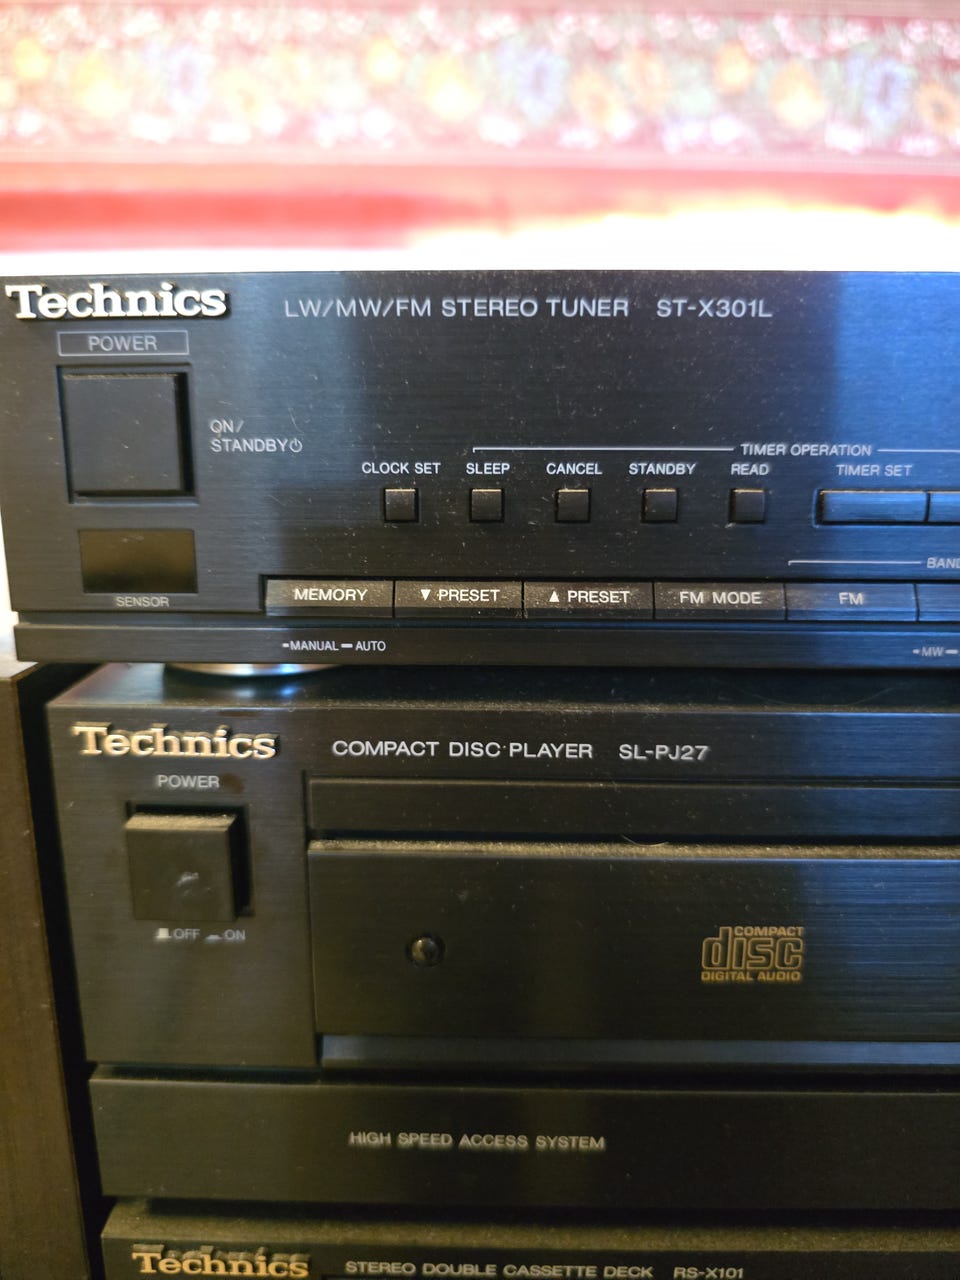 Technics
LW/MW/FM STEREO TUNER ST-X301L
POWER
ON/
STANDBY
TIMER OPERATION
CLOCK SET SLEEP CANCEL STANDBY READ TIMER SET
BAND
SENSOR
MEMORY ▼ PRESET ▲ PRESET FM MODE FM
MANUAL AUTO
MW
Technics
COMPACT DISC PLAYER SL-PJ27
POWER
OFF ON
COMPACT
disc
DIGITAL AUDIO
HIGH SPEED ACCESS SYSTEM
Technics
STEREO DOUBLE CASSETTE DECK RS-X101